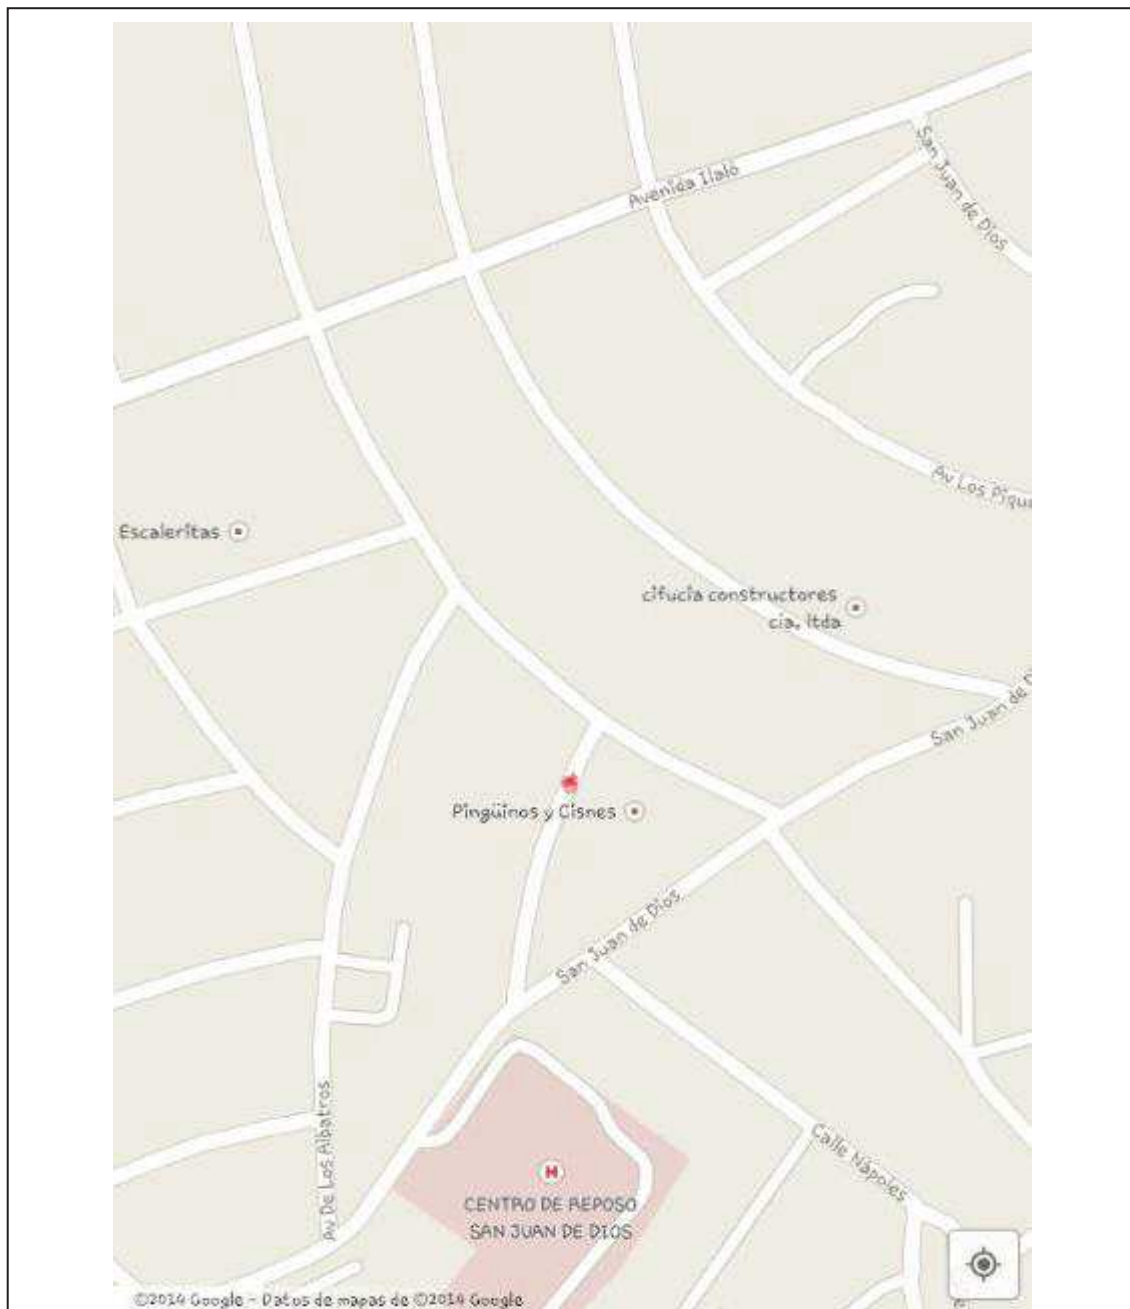 Avenida Ilaló
San Juan de Dios
Av Los Piqu
Escaleritas
cifucia constructores
cia. ltda
San Juan de D
Pingüinos y Cisnes
San Juan de Dios
Av De Los Albatros
Calle Nápoles
H
CENTRO DE REPOSO
SAN JUAN DE DIOS
©2014 Google - Datos de mapas de ©2014 Google